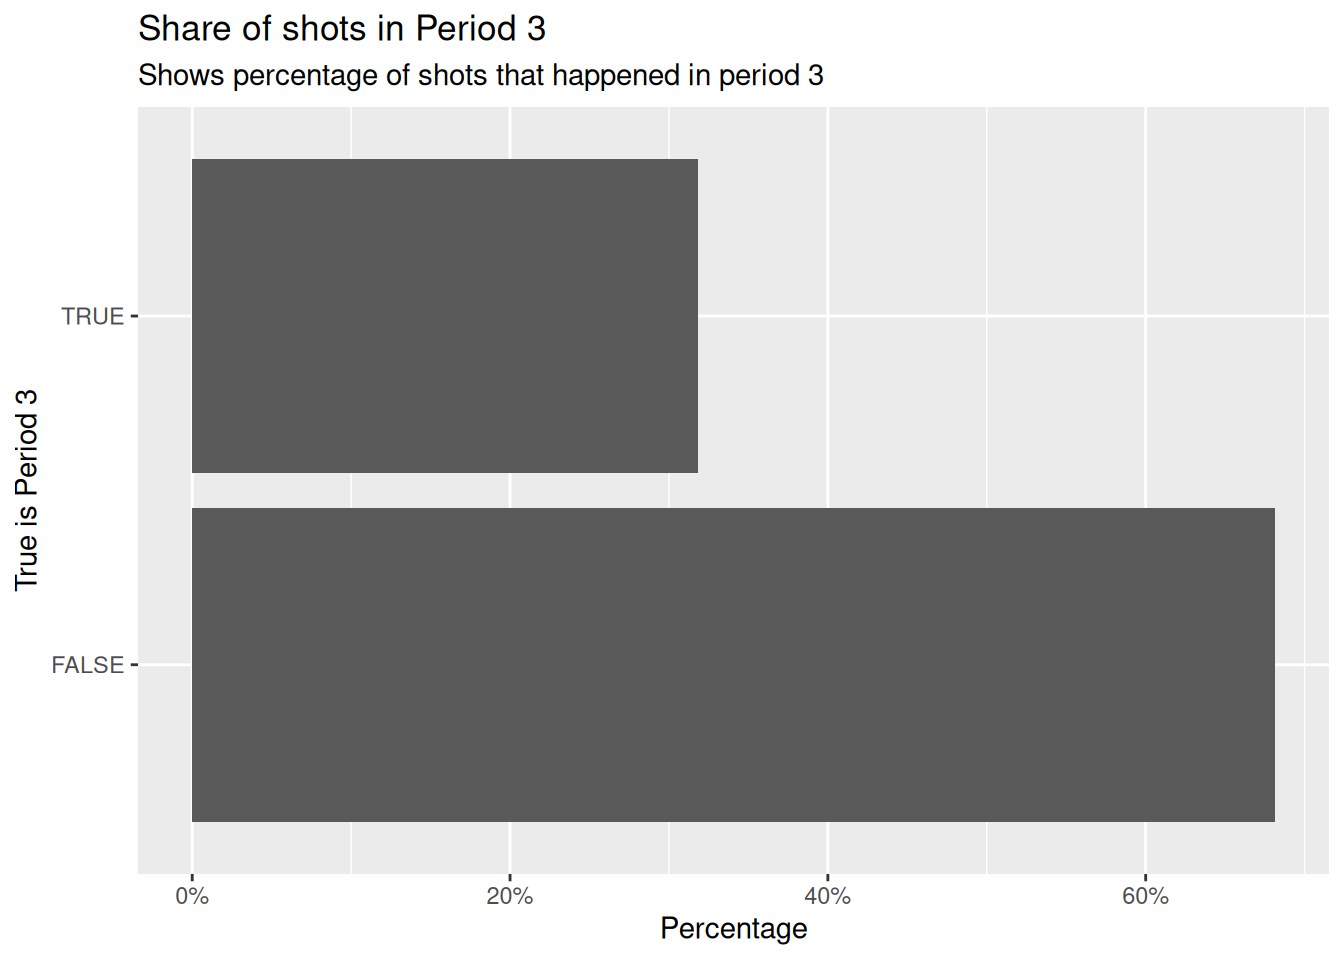 Share of shots in Period 3
Shows percentage of shots that happened in period 3
True is Period 3
TRUE
FALSE
0%
20%
40%
60%
Percentage